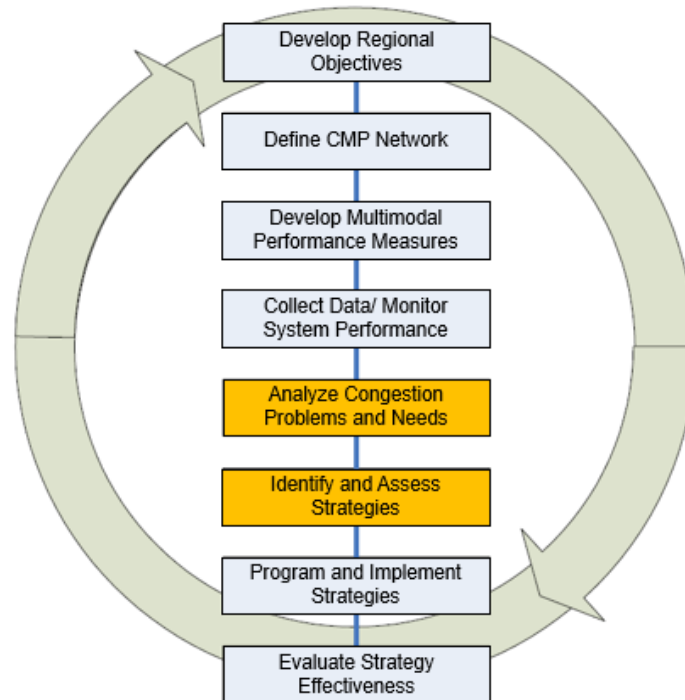 Develop Regional
Objectives
Define CMP Network
Develop Multimodal
Performance Measures
Collect Data/ Monitor
System Performance
Analyze Congestion
Problems and Needs
Identify and Assess
Strategies
Program and Implement
Strategies
Evaluate Strategy
Effectiveness